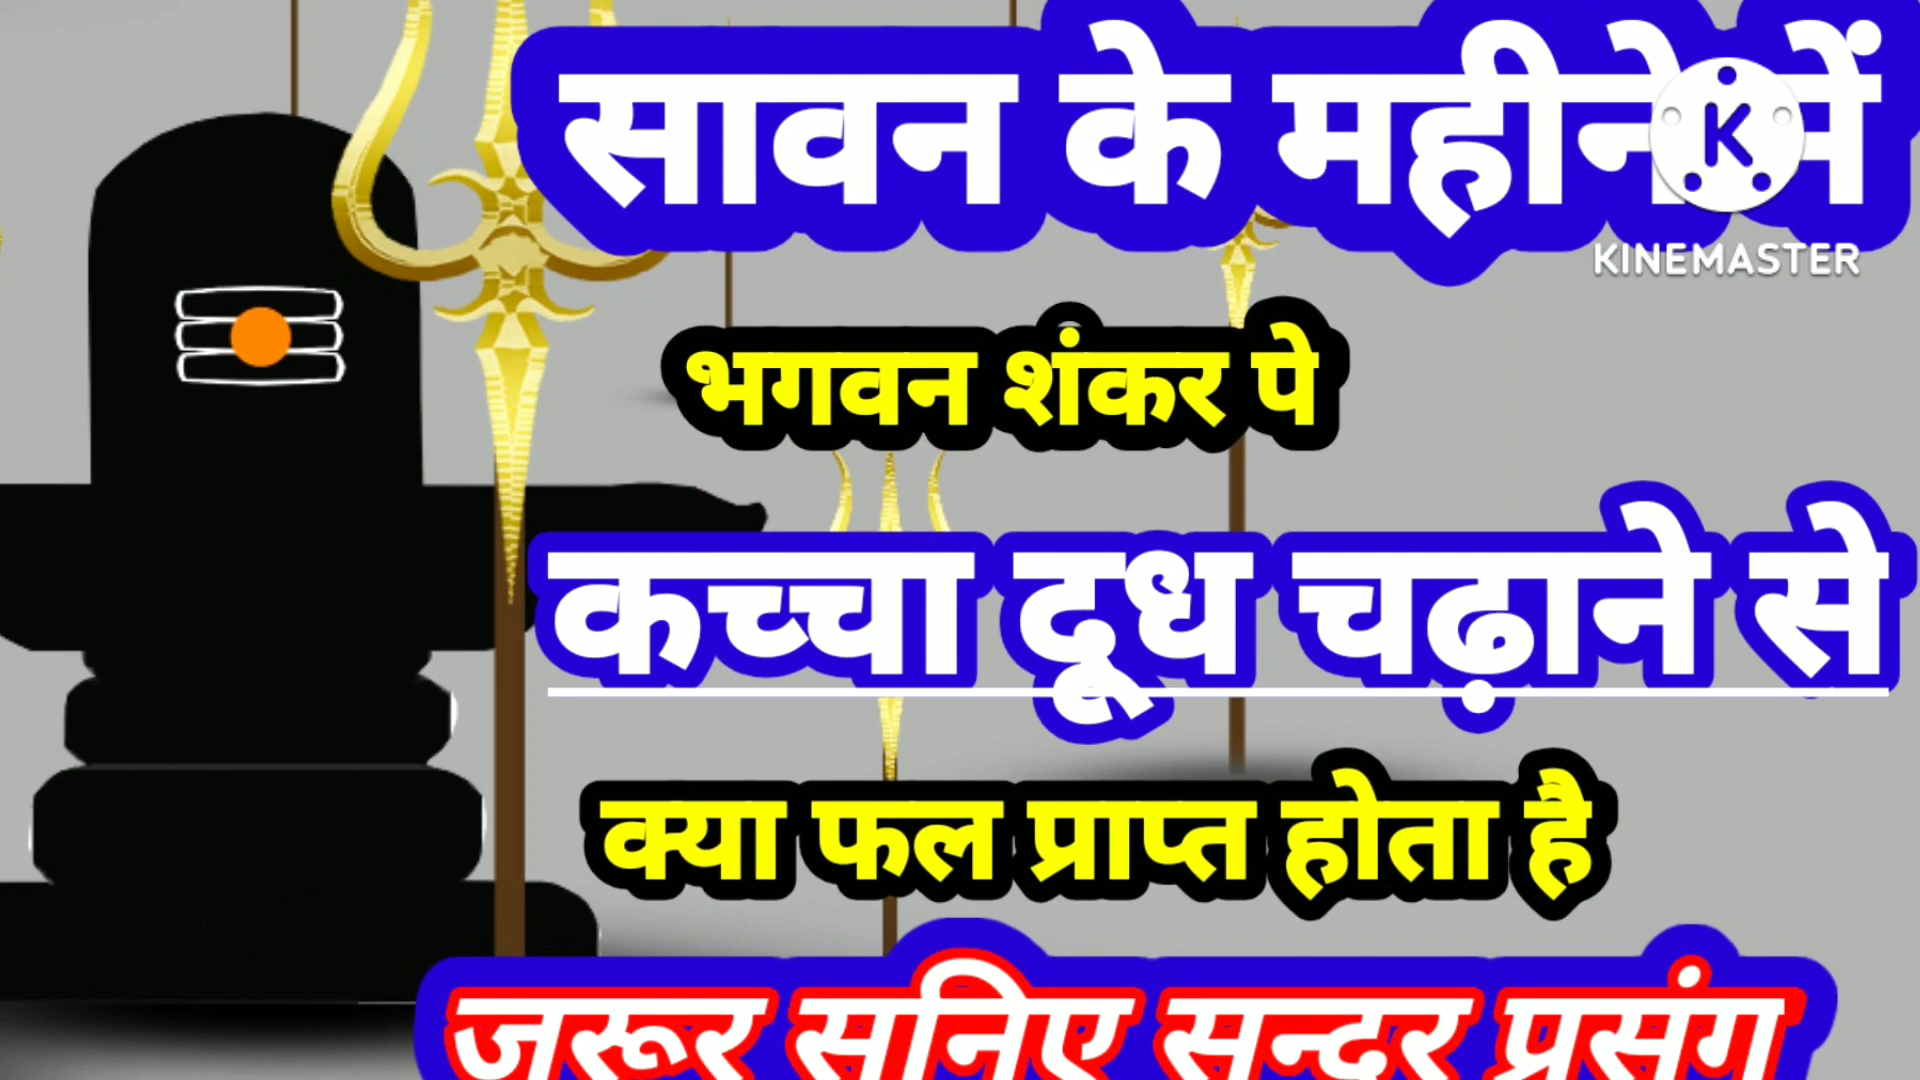 सावन के महीने में
KINEMASTER
भगवन शंकर पे
कच्चा दूध चढ़ाने से
क्या फल प्राप्त होता है
जरूर सुनिए सुन्दर प्रसंग